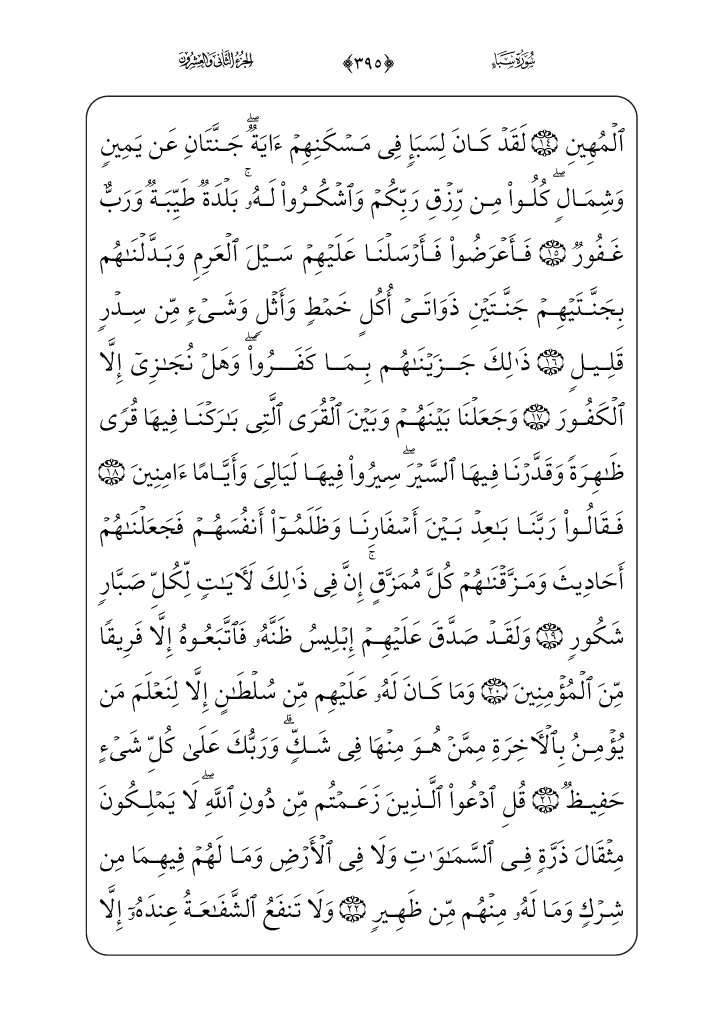 سُورَةُ سَبَإٍ ﴿٣٩٥﴾ الجُزْءُ الثَّانِي وَالعِشْرُونَ
ٱلْمُهِينِ ١٤ لَقَدْ كَانَ لِسَبَإٍ فِى مَسْكَنِهِمْ ءَايَةٌۖ جَنَّتَانِ عَن يَمِينٍ
وَشِمَالٍۖ كُلُوا۟ مِن رِّزْقِ رَبِّكُمْ وَٱشْكُرُوا۟ لَهُۥۚ بَلْدَةٌ طَيِّبَةٌ وَرَبٌّ
غَفُورٌ ١٥ فَأَعْرَضُوا۟ فَأَرْسَلْنَا عَلَيْهِمْ سَيْلَ ٱلْعَرِمِ وَبَدَّلْنَـٰهُم
بِجَنَّتَيْهِمْ جَنَّتَيْنِ ذَوَاتَىْ أُكُلٍ خَمْطٍ وَأَثْلٍ وَشَىْءٍ مِّن سِدْرٍ
قَلِيلٍ ١٦ ذَٰلِكَ جَزَيْنَـٰهُم بِمَا كَفَرُوا۟ۖ وَهَلْ نُجَـٰزِىٓ إِلَّا
ٱلْكَفُورَ ١٧ وَجَعَلْنَا بَيْنَهُمْ وَبَيْنَ ٱلْقُرَى ٱلَّتِى بَـٰرَكْنَا فِيهَا قُرًى
ظَـٰهِرَةً وَقَدَّرْنَا فِيهَا ٱلسَّيْرَۖ سِيرُوا۟ فِيهَا لَيَالِىَ وَأَيَّامًا ءَامِنِينَ ١٨
فَقَالُوا۟ رَبَّنَا بَـٰعِدْ بَيْنَ أَسْفَارِنَا وَظَلَمُوٓا۟ أَنفُسَهُمْ فَجَعَلْنَـٰهُمْ
أَحَادِيثَ وَمَزَّقْنَـٰهُمْ كُلَّ مُمَزَّقٍۚ إِنَّ فِى ذَٰلِكَ لَـَٔايَـٰتٍ لِّكُلِّ صَبَّارٍ
شَكُورٍ ١٩ وَلَقَدْ صَدَّقَ عَلَيْهِمْ إِبْلِيسُ ظَنَّهُۥ فَٱتَّبَعُوهُ إِلَّا فَرِيقًا
مِّنَ ٱلْمُؤْمِنِينَ ٢٠ وَمَا كَانَ لَهُۥ عَلَيْهِم مِّن سُلْطَـٰنٍ إِلَّا لِنَعْلَمَ مَن
يُؤْمِنُ بِٱلْـَٔاخِرَةِ مِمَّنْ هُوَ مِنْهَا فِى شَكٍّۗ وَرَبُّكَ عَلَىٰ كُلِّ شَىْءٍ
حَفِيظٌ ٢١ قُلِ ٱدْعُوا۟ ٱلَّذِينَ زَعَمْتُم مِّن دُونِ ٱللَّهِۖ لَا يَمْلِكُونَ
مِثْقَالَ ذَرَّةٍ فِى ٱلسَّمَـٰوَٰتِ وَلَا فِى ٱلْأَرْضِ وَمَا لَهُمْ فِيهِمَا مِن
شِرْكٍ وَمَا لَهُۥ مِنْهُم مِّن ظَهِيرٍ ٢٢ وَلَا تَنفَعُ ٱلشَّفَـٰعَةُ عِندَهُۥٓ إِلَّا